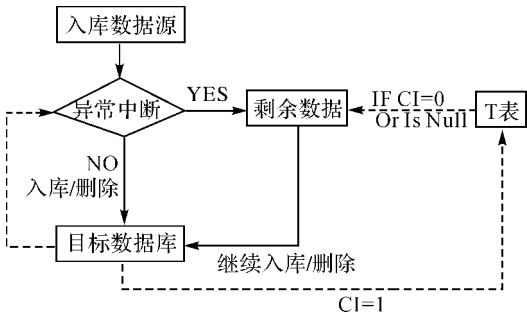 入库数据源
异常中断
YES
剩余数据
IF CI=0
Or Is Null
T表
NO
入库/删除
目标数据库
继续入库/删除
CI=1